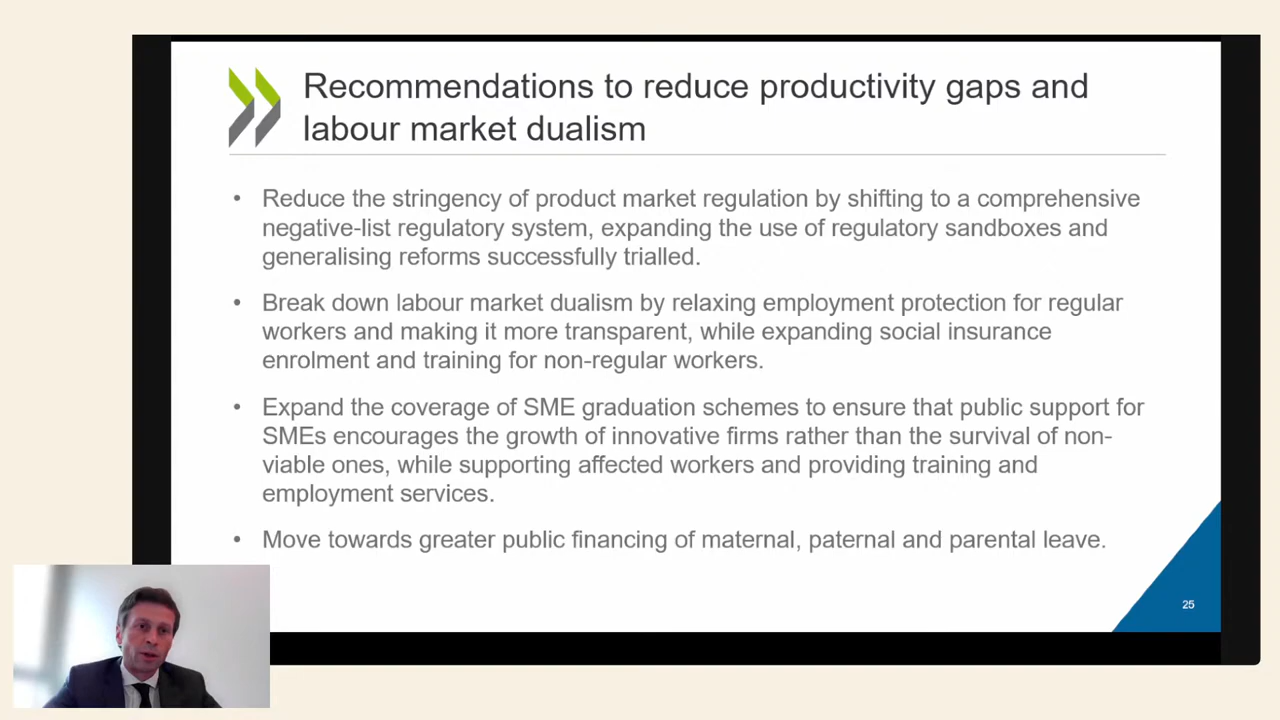 Recommendations to reduce productivity gaps and
labour market dualism
• Reduce the stringency of product market regulation by shifting to a comprehensive
negative-list regulatory system, expanding the use of regulatory sandboxes and
generalising reforms successfully trialled.
• Break down labour market dualism by relaxing employment protection for regular
workers and making it more transparent, while expanding social insurance
enrolment and training for non-regular workers.
• Expand the coverage of SME graduation schemes to ensure that public support for
SMEs encourages the growth of innovative firms rather than the survival of non-
viable ones, while supporting affected workers and providing training and
employment services.
• Move towards greater public financing of maternal, paternal and parental leave.
25